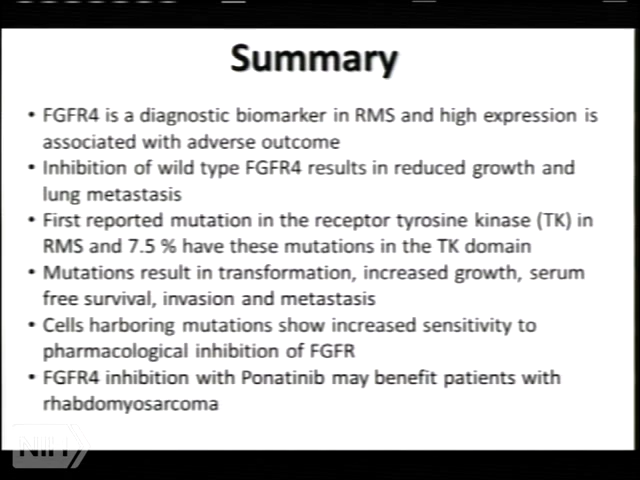 Summary
• FGFR4 is a diagnostic biomarker in RMS and high expression is
associated with adverse outcome
• Inhibition of wild type FGFR4 results in reduced growth and
lung metastasis
• First reported mutation in the receptor tyrosine kinase (TK) in
RMS and 7.5 % have these mutations in the TK domain
• Mutations result in transformation, increased growth, serum
free survival, invasion and metastasis
• Cells harboring mutations show increased sensitivity to
pharmacological inhibition of FGFR
• FGFR4 inhibition with Ponatinib may benefit patients with
rhabdomyosarcoma
NIH